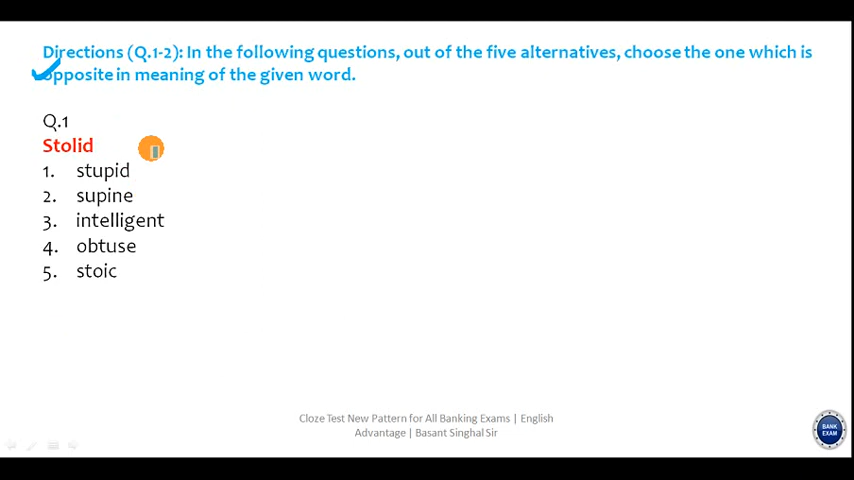 Directions (Q.1-2): In the following questions, out of the five alternatives, choose the one which is
opposite in meaning of the given word.
Q.1
Stolid
1. stupid
2. supine
3. intelligent
4. obtuse
5. stoic
Cloze Test New Pattern for All Banking Exams | English
Advantage | Basant Singhal Sir
BANK
EXAM